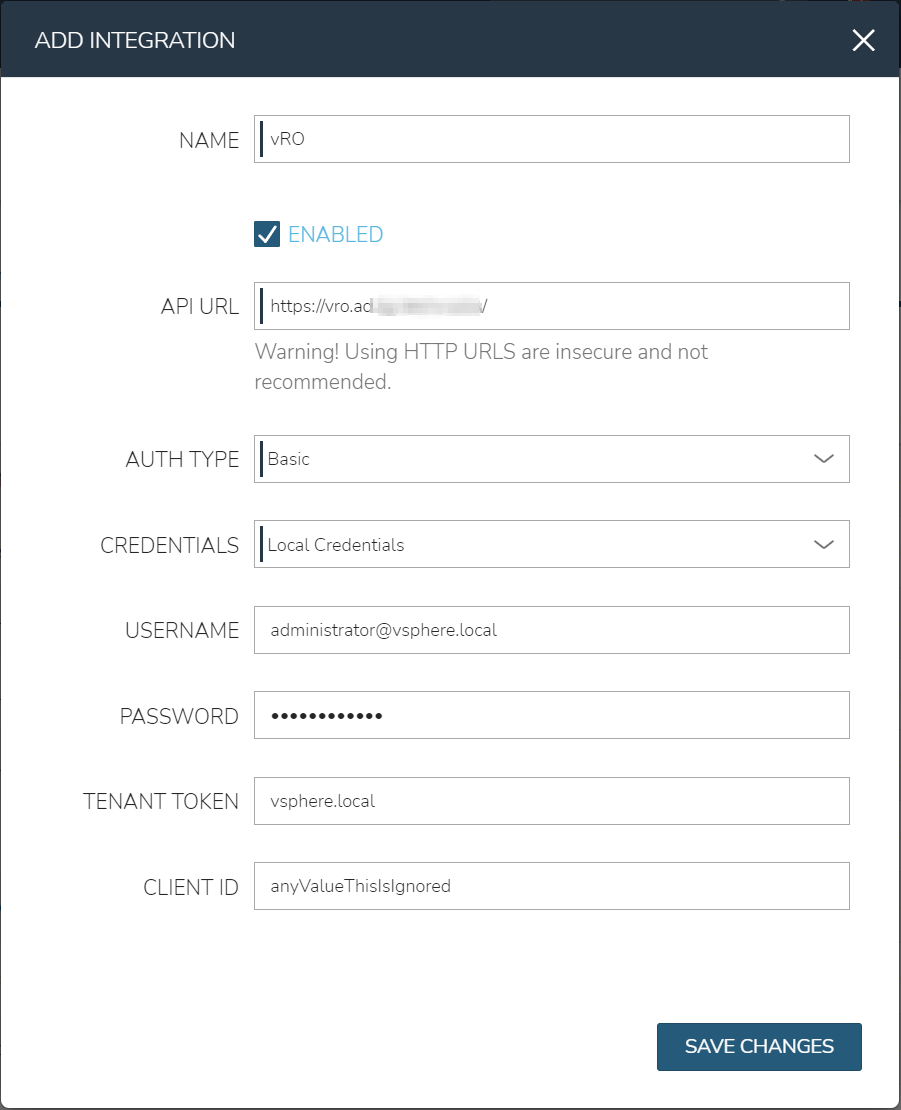 ADD INTEGRATION
NAME vRO
ENABLED
API URL https://vro.ad /
Warning! Using HTTP URLS are insecure and not
recommended.
AUTH TYPE Basic
CREDENTIALS Local Credentials
USERNAME administrator@vsphere.local
PASSWORD ••••••••••••
TENANT TOKEN vsphere.local
CLIENT ID anyValueThisIsIgnored
SAVE CHANGES